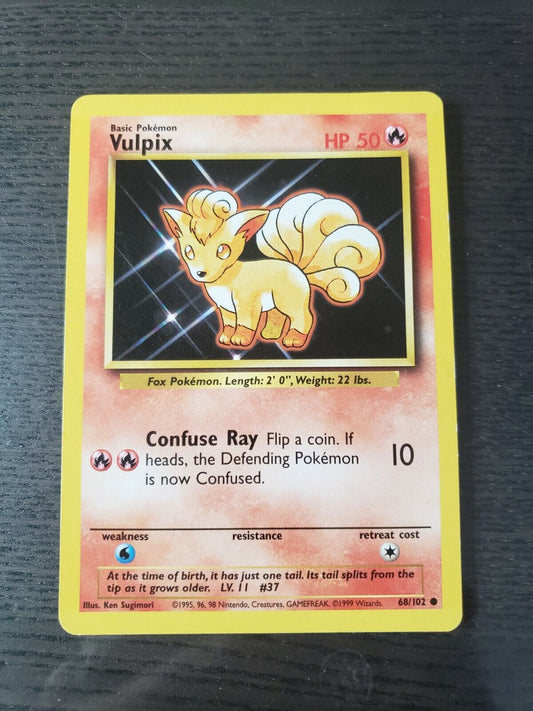 Basic Pokémon
Vulpix
HP 50
Fox Pokémon. Length: 2' 0", Weight: 22 lbs.
Confuse Ray Flip a coin. If
heads, the Defending Pokémon
is now Confused.
10
weakness resistance retreat cost
At the time of birth, it has just one tail. Its tail splits from the
tip as it grows older. LV. 11 #37
Illus. Ken Sugimori ©1995, 96, 98 Nintendo, Creatures, GAMEFREAK. ©1999 Wizards. 68/102